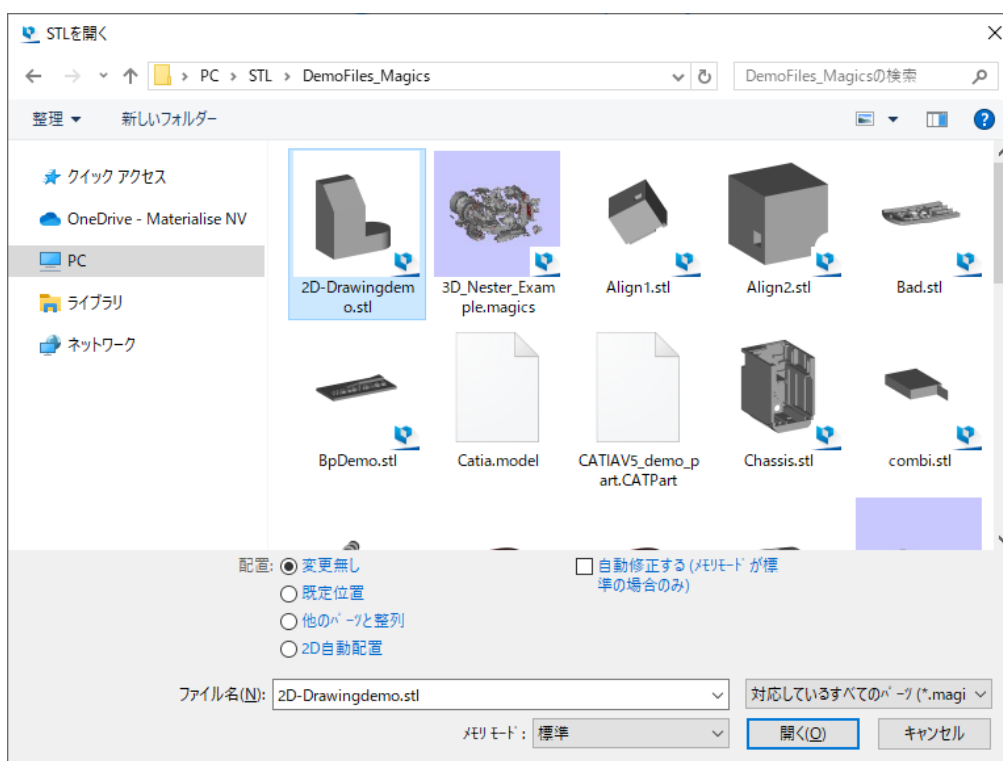 STLを開く
PC › STL › DemoFiles_Magics
DemoFiles_Magicsの検索
整理
新しいフォルダー
クイック アクセス
OneDrive - Materialise NV
PC
ライブラリ
ネットワーク
2D-Drawingdem
o.stl
3D_Nester_Exam
ple.magics
Align1.stl
Align2.stl
Bad.stl
BpDemo.stl
Catia.model
CATIAV5_demo_p
art.CATPart
Chassis.stl
combi.stl
配置:
変更無し
既定位置
他のパーツと整列
2D自動配置
自動修正する (メモリモードが標
準の場合のみ)
ファイル名(N):
2D-Drawingdemo.stl
対応しているすべてのパーツ (*.magi
メモリ モード:
標準
開く(O)
キャンセル